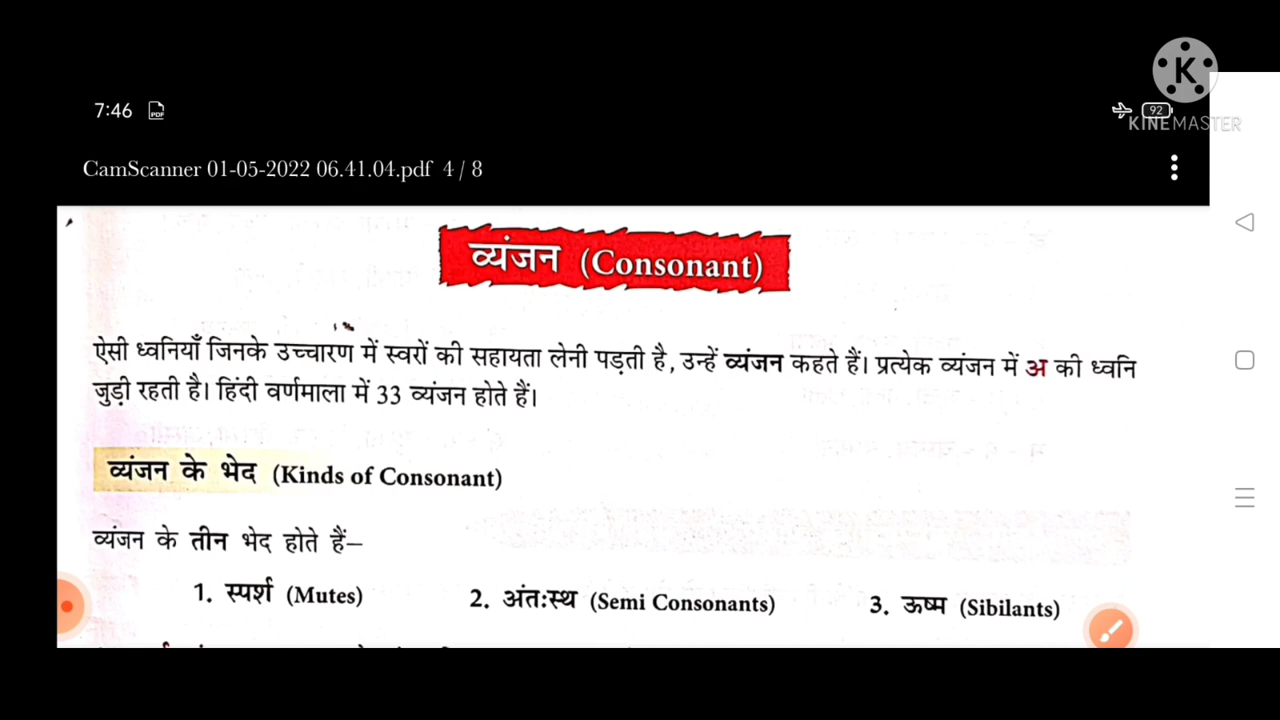 K
KINEMASTER
7:46 PDF 92
CamScanner 01-05-2022 06.41.04.pdf 4 / 8
व्यंजन (Consonant)
ऐसी ध्वनियाँ जिनके उच्चारण में स्वरों की सहायता लेनी पड़ती है, उन्हें व्यंजन कहते हैं। प्रत्येक व्यंजन में अ की ध्वनि
जुड़ी रहती है। हिंदी वर्णमाला में 33 व्यंजन होते हैं।
व्यंजन के भेद (Kinds of Consonant)
व्यंजन के तीन भेद होते हैं–
1. स्पर्श (Mutes) 2. अंतःस्थ (Semi Consonants) 3. ऊष्म (Sibilants)